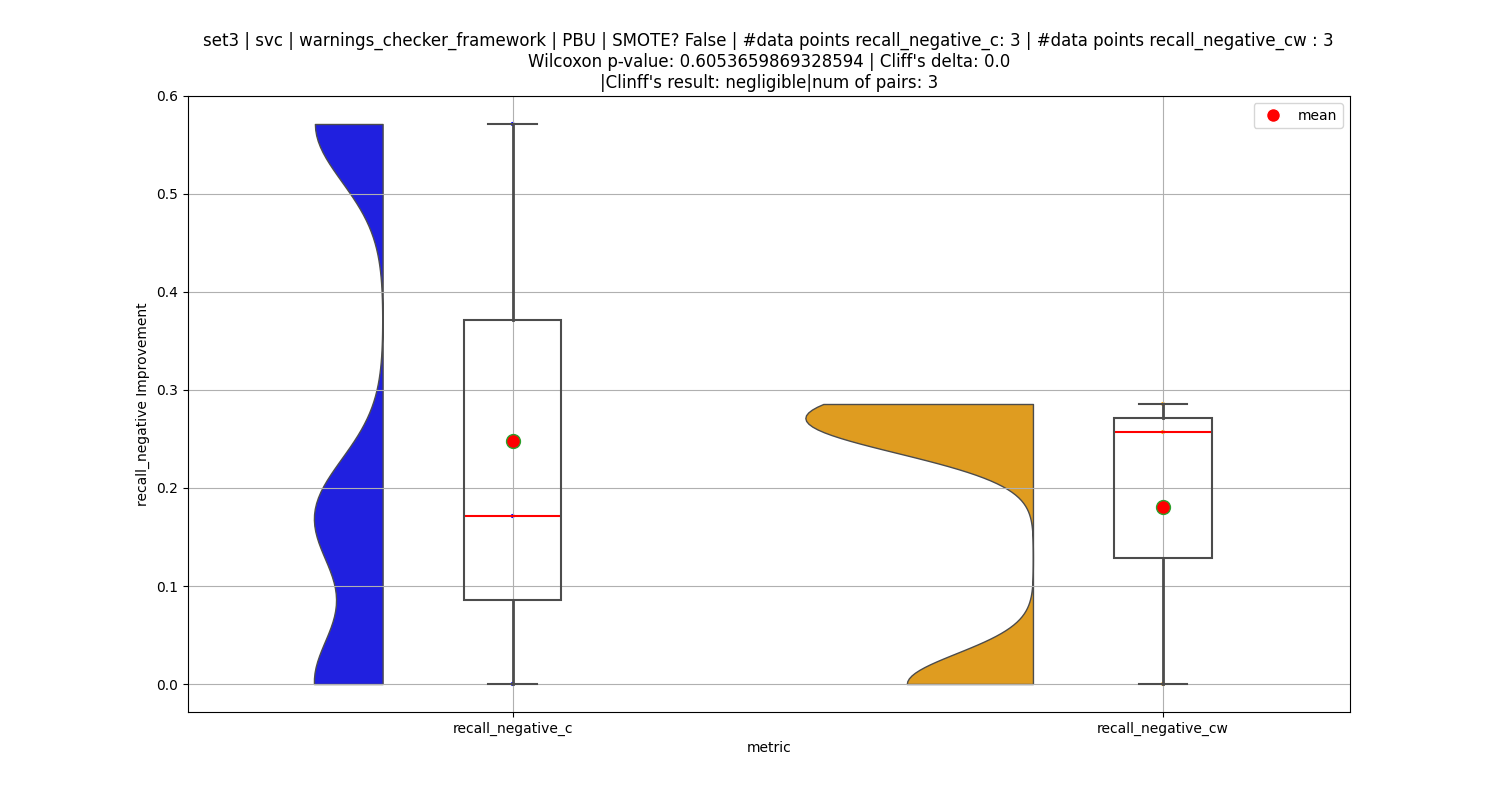 set3 | svc | warnings_checker_framework | PBU | SMOTE? False | #data points recall_negative_c: 3 | #data points recall_negative_cw : 3
Wilcoxon p-value: 0.6053659869328594 | Cliff's delta: 0.0
|Clinff's result: negligible|num of pairs: 3
mean
0.6
0.5
0.4
0.3
0.2
0.1
0.0
recall_negative Improvement
recall_negative_c
recall_negative_cw
metric